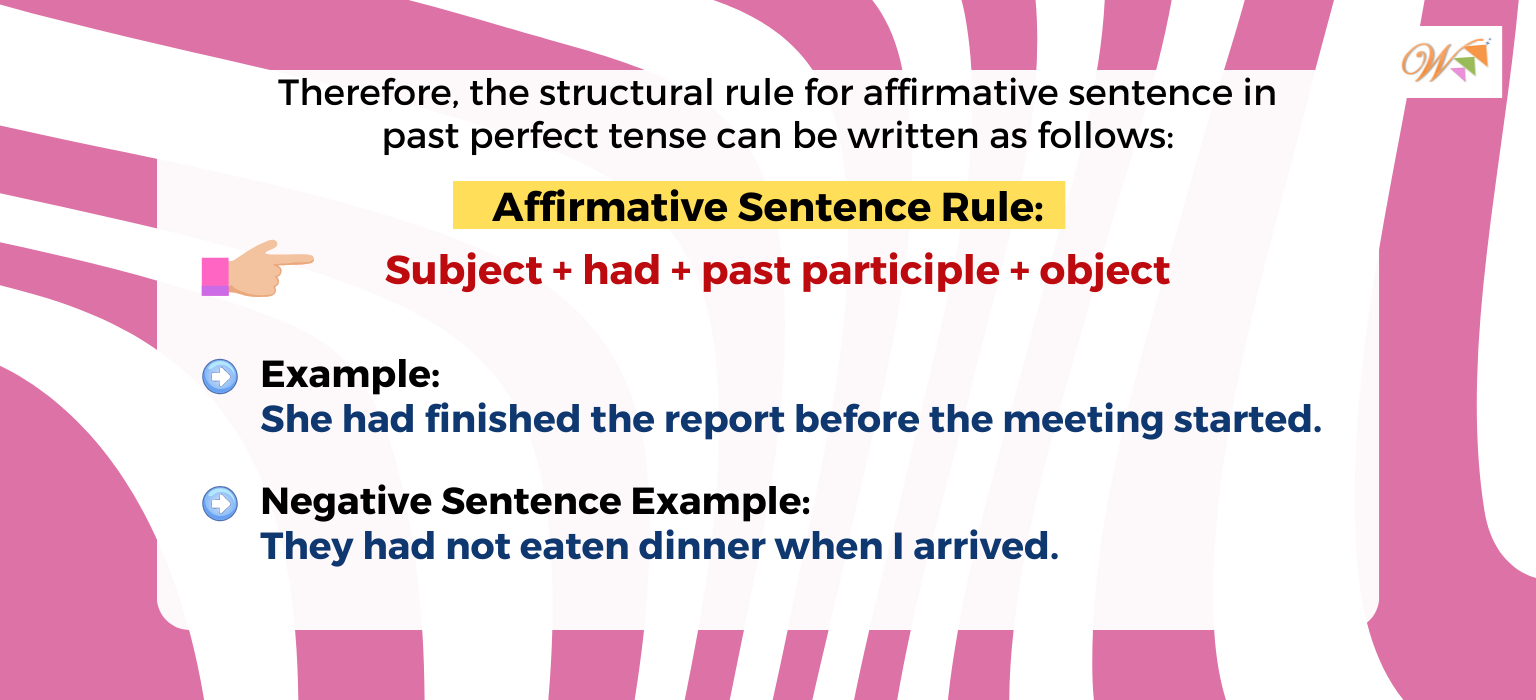 Therefore, the structural rule for affirmative sentence in
past perfect tense can be written as follows:
Affirmative Sentence Rule:
Subject + had + past participle + object
Example:
She had finished the report before the meeting started.
Negative Sentence Example:
They had not eaten dinner when I arrived.
W